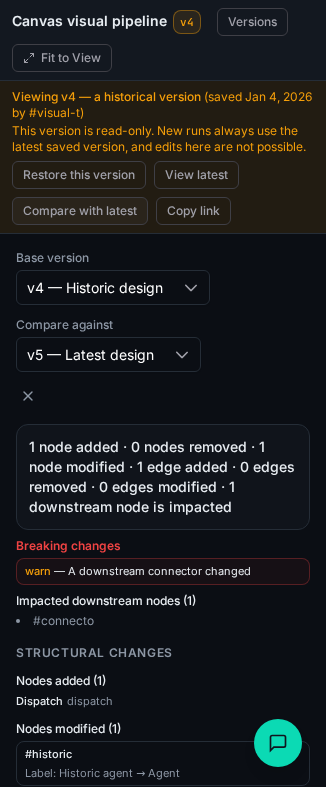 Canvas visual pipeline v4 Versions
Fit to View
Viewing v4 — a historical version (saved Jan 4, 2026
by #visual-t)
This version is read-only. New runs always use the
latest saved version, and edits here are not possible.
Restore this version View latest
Compare with latest Copy link
Base version
v4 — Historic design
Compare against
v5 — Latest design
1 node added · 0 nodes removed · 1
node modified · 1 edge added · 0 edges
removed · 0 edges modified · 1
downstream node is impacted
Breaking changes
warn — A downstream connector changed
Impacted downstream nodes (1)
• #connecto
STRUCTURAL CHANGES
Nodes added (1)
Dispatch dispatch
Nodes modified (1)
#historic
Label: Historic agent → Agent